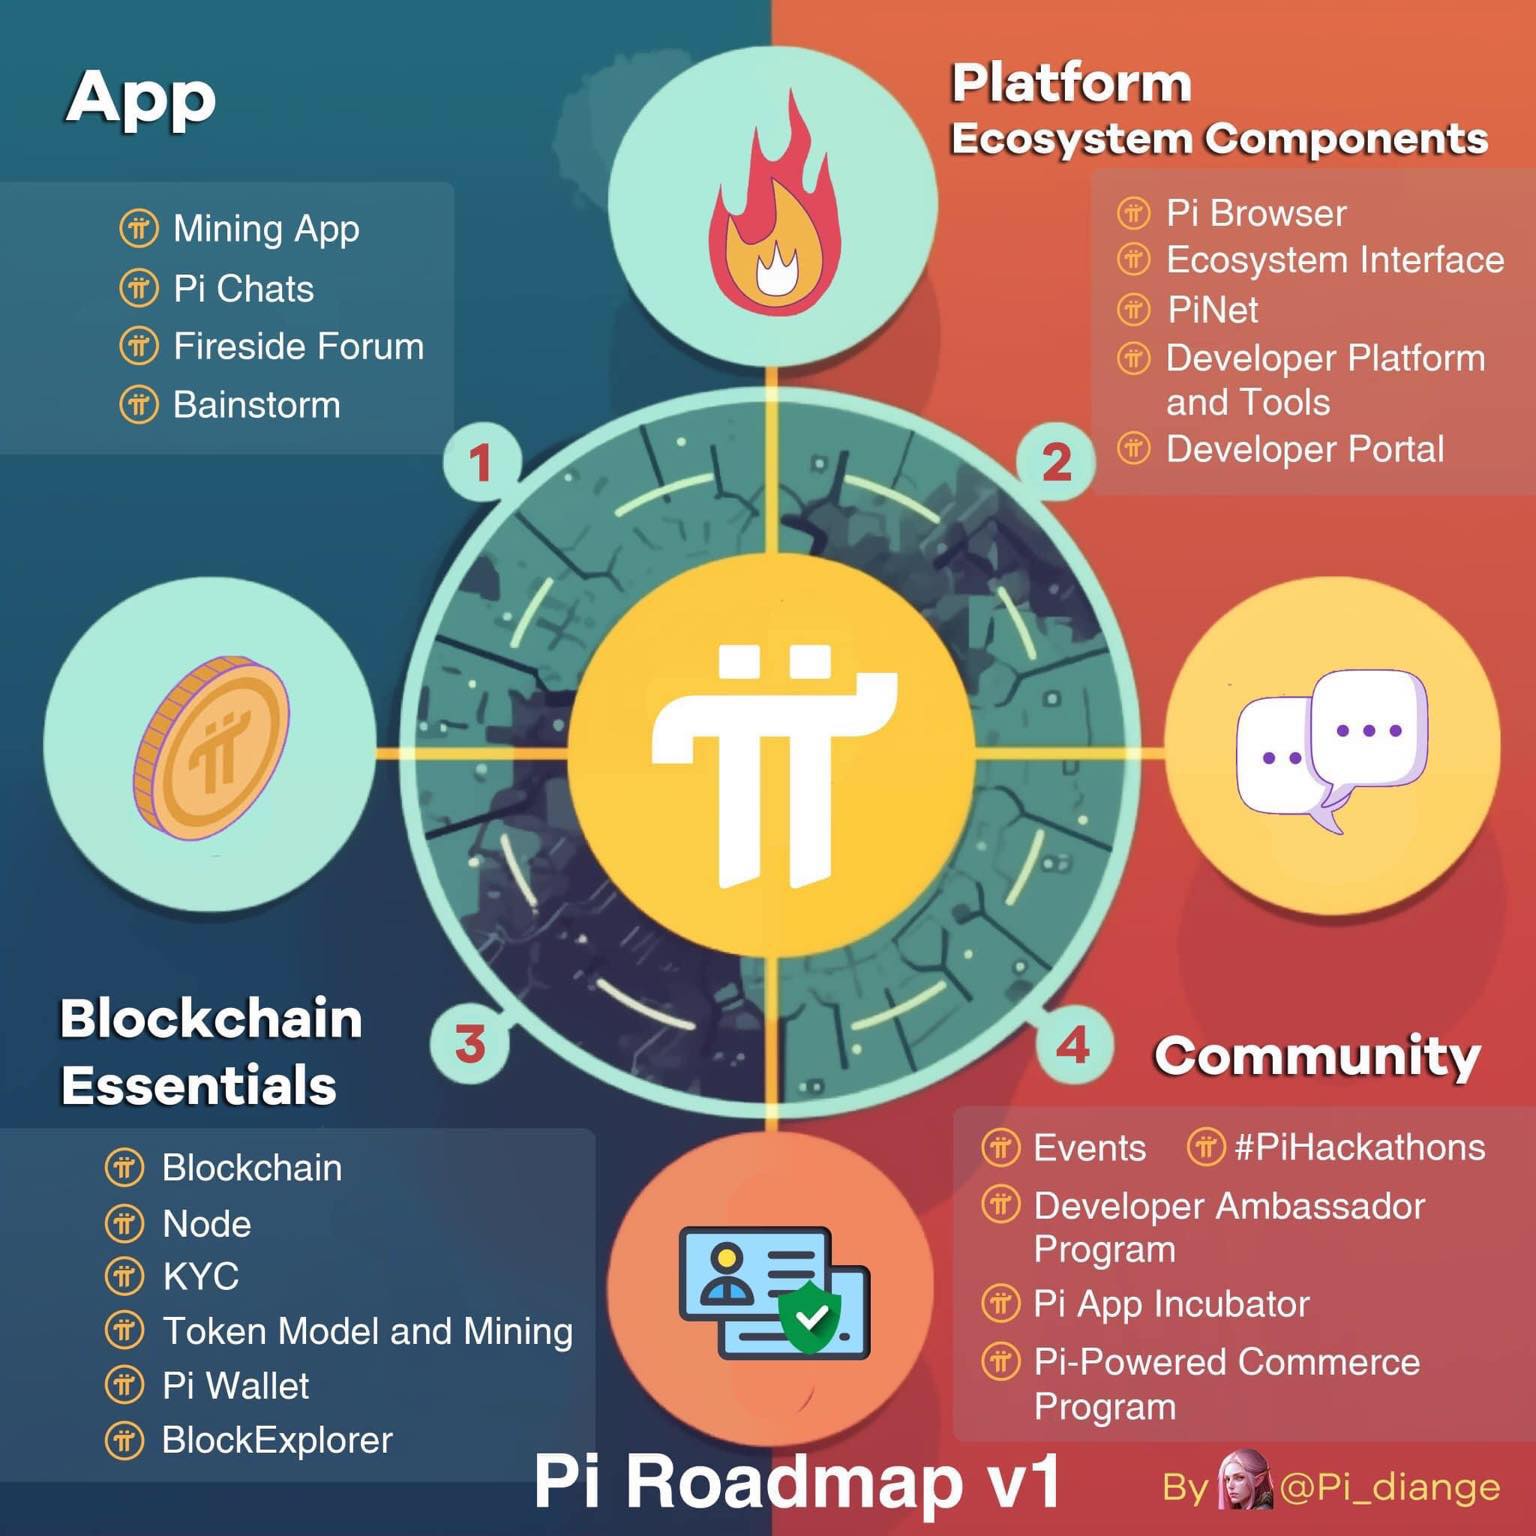 App
Mining App
Pi Chats
Fireside Forum
Bainstorm
1
Platform
Ecosystem Components
Pi Browser
Ecosystem Interface
PiNet
Developer Platform
and Tools
Developer Portal
2
Blockchain
Essentials
3
Blockchain
Node
KYC
Token Model and Mining
Pi Wallet
BlockExplorer
4
Community
Events #PiHackathons
Developer Ambassador
Program
Pi App Incubator
Pi-Powered Commerce
Program
Pi Roadmap v1
By @Pi_diange